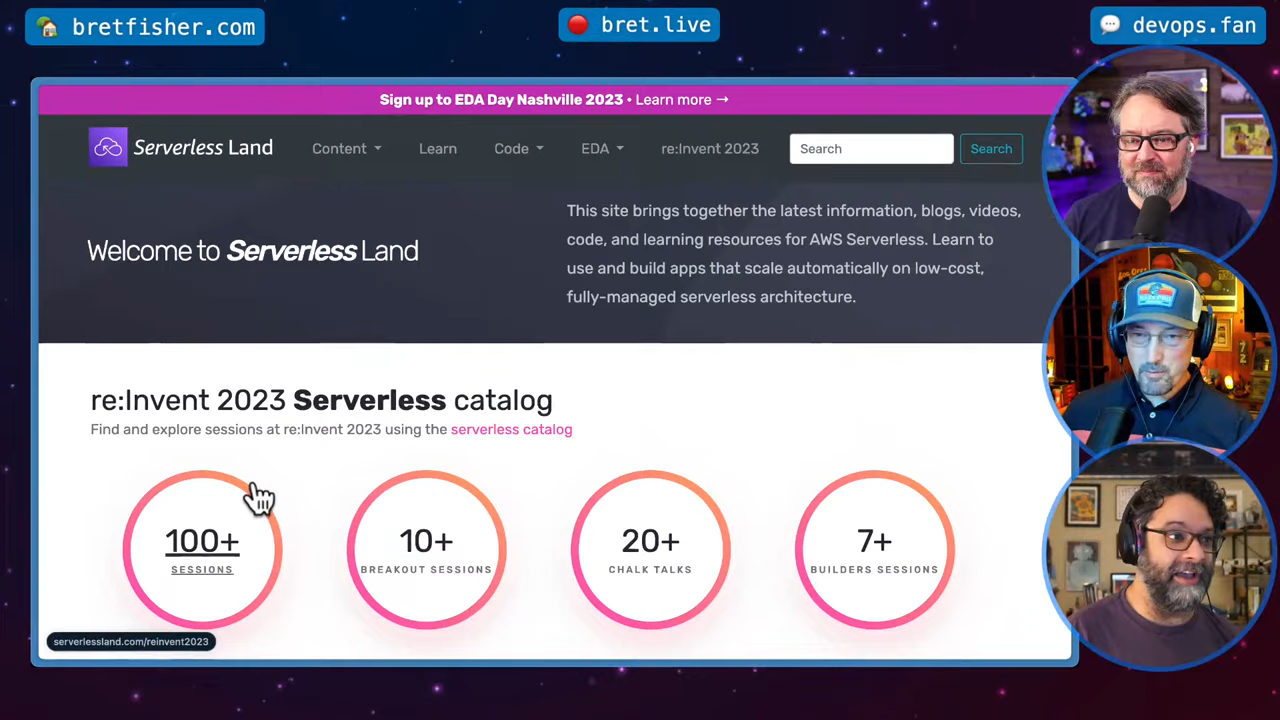 bretfisher.com
bret.live
devops.fan
Sign up to EDA Day Nashville 2023 • Learn more →
Serverless Land
Content
Learn
Code
EDA
re:Invent 2023
Search
Search
Welcome to Serverless Land
This site brings together the latest information, blogs, videos,
code, and learning resources for AWS Serverless. Learn to
use and build apps that scale automatically on low-cost,
fully-managed serverless architecture.
re:Invent 2023 Serverless catalog
Find and explore sessions at re:Invent 2023 using the serverless catalog
100+
SESSIONS
10+
BREAKOUT SESSIONS
20+
CHALK TALKS
7+
BUILDERS SESSIONS
serverlessland.com/reinvent2023